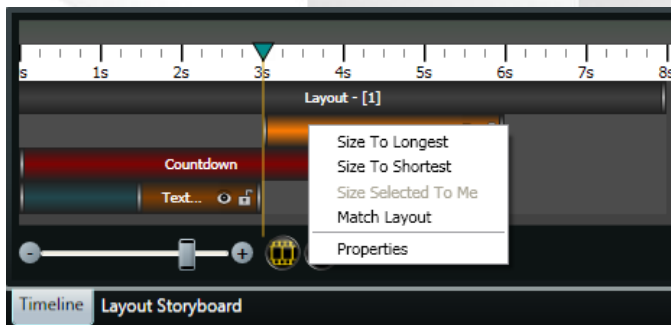 s 1s 2s 3s 4s 5s 6s 7s 8s
Layout - [1]
Size To Longest
Countdown
Size To Shortest
Text...
Size Selected To Me
Match Layout
Properties
Timeline Layout Storyboard